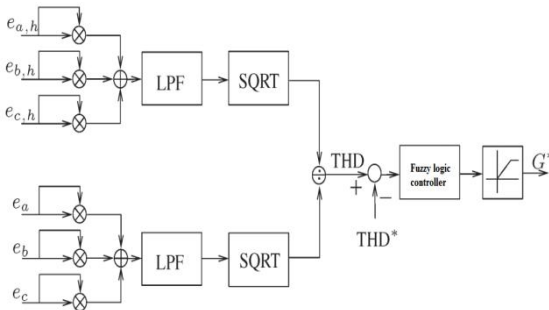 e_{a,h}
e_{b,h}
e_{c,h}
LPF
SQRT
THD
+
−
THD*
Fuzzy logic
controller
G*
e_a
e_b
e_c
LPF
SQRT